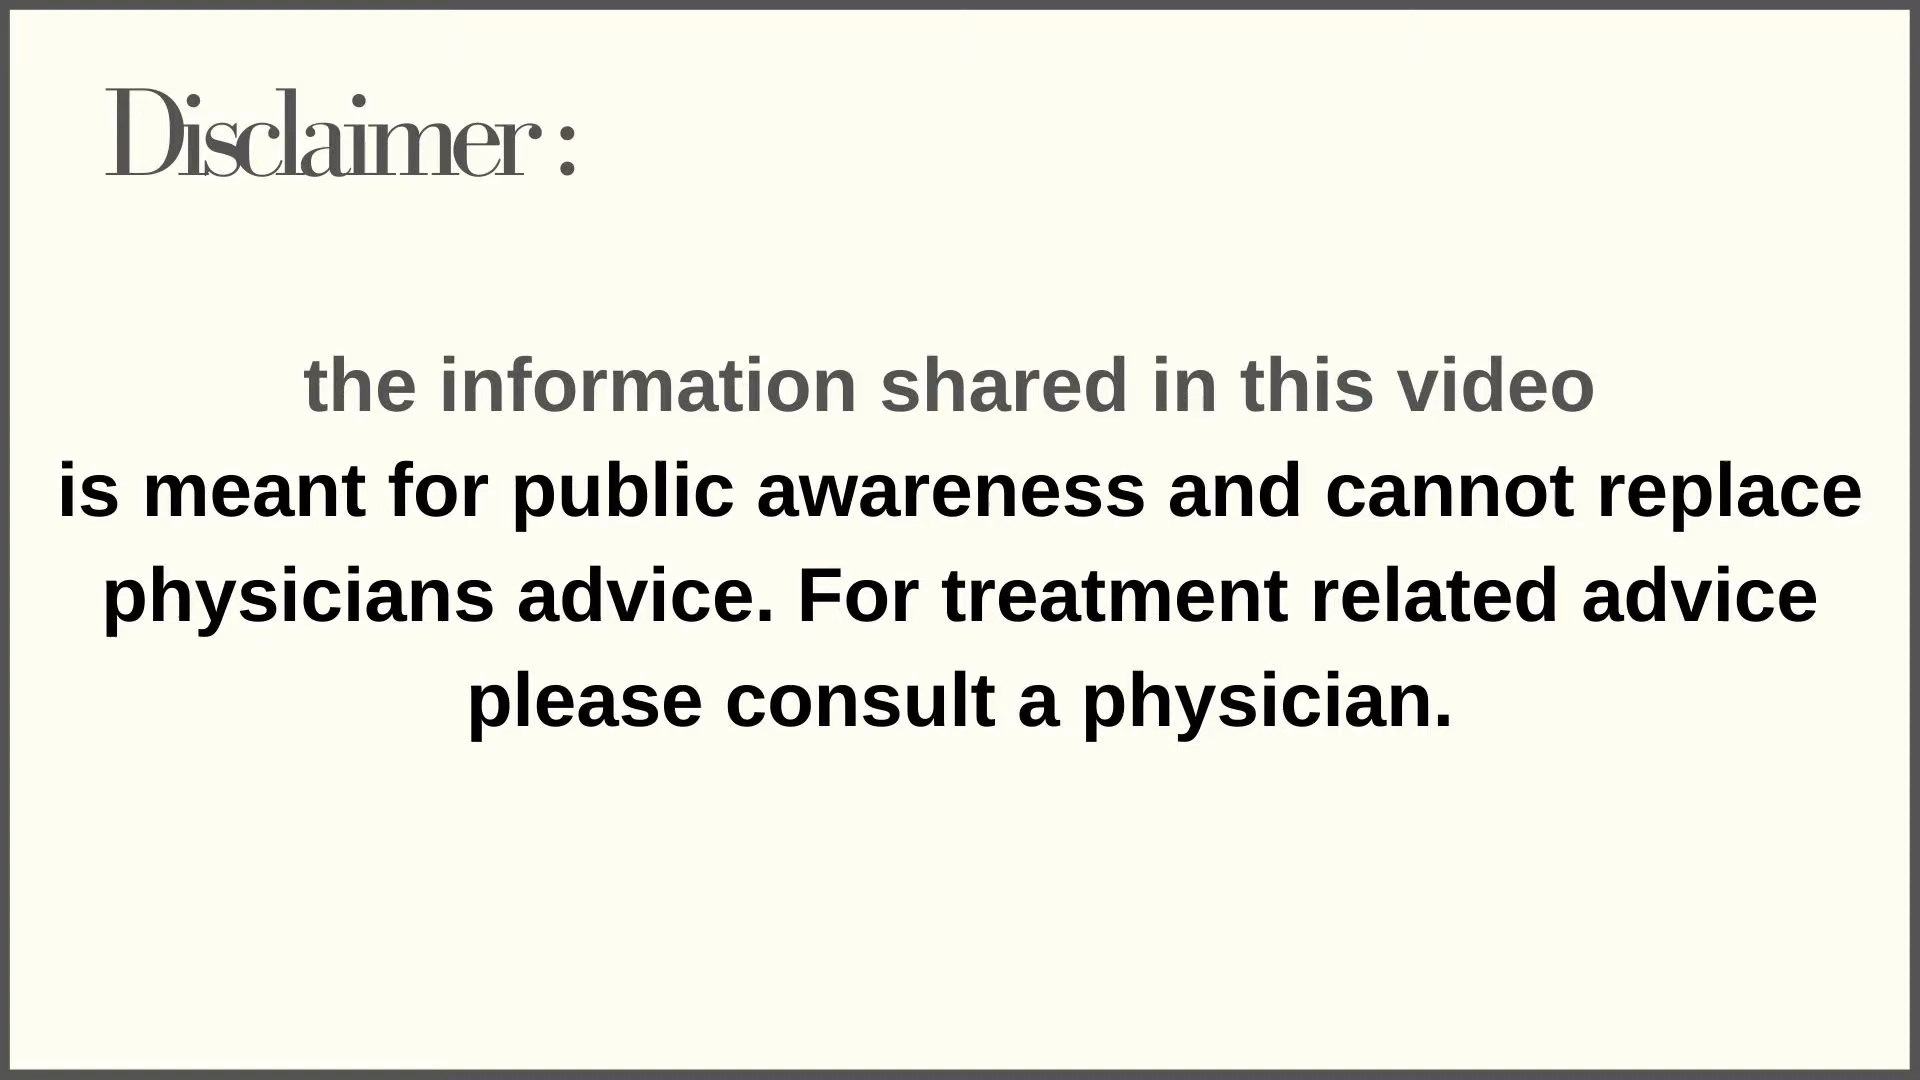 Disclaimer :
the information shared in this video
is meant for public awareness and cannot replace
physicians advice. For treatment related advice
please consult a physician.